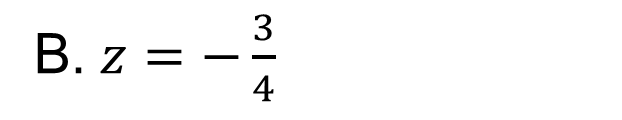 B. z = −3/4